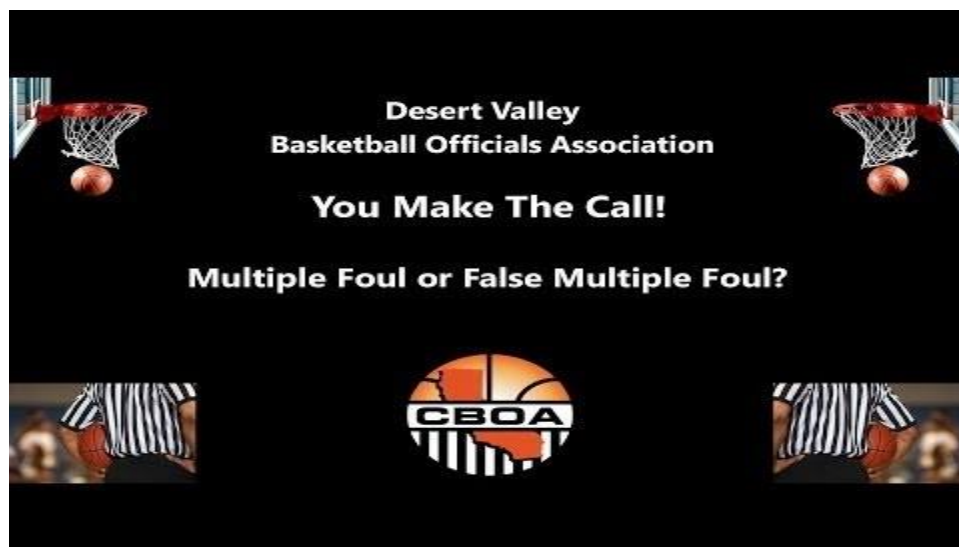 Desert Valley
Basketball Officials Association
You Make The Call!
Multiple Foul or False Multiple Foul?
CBOA